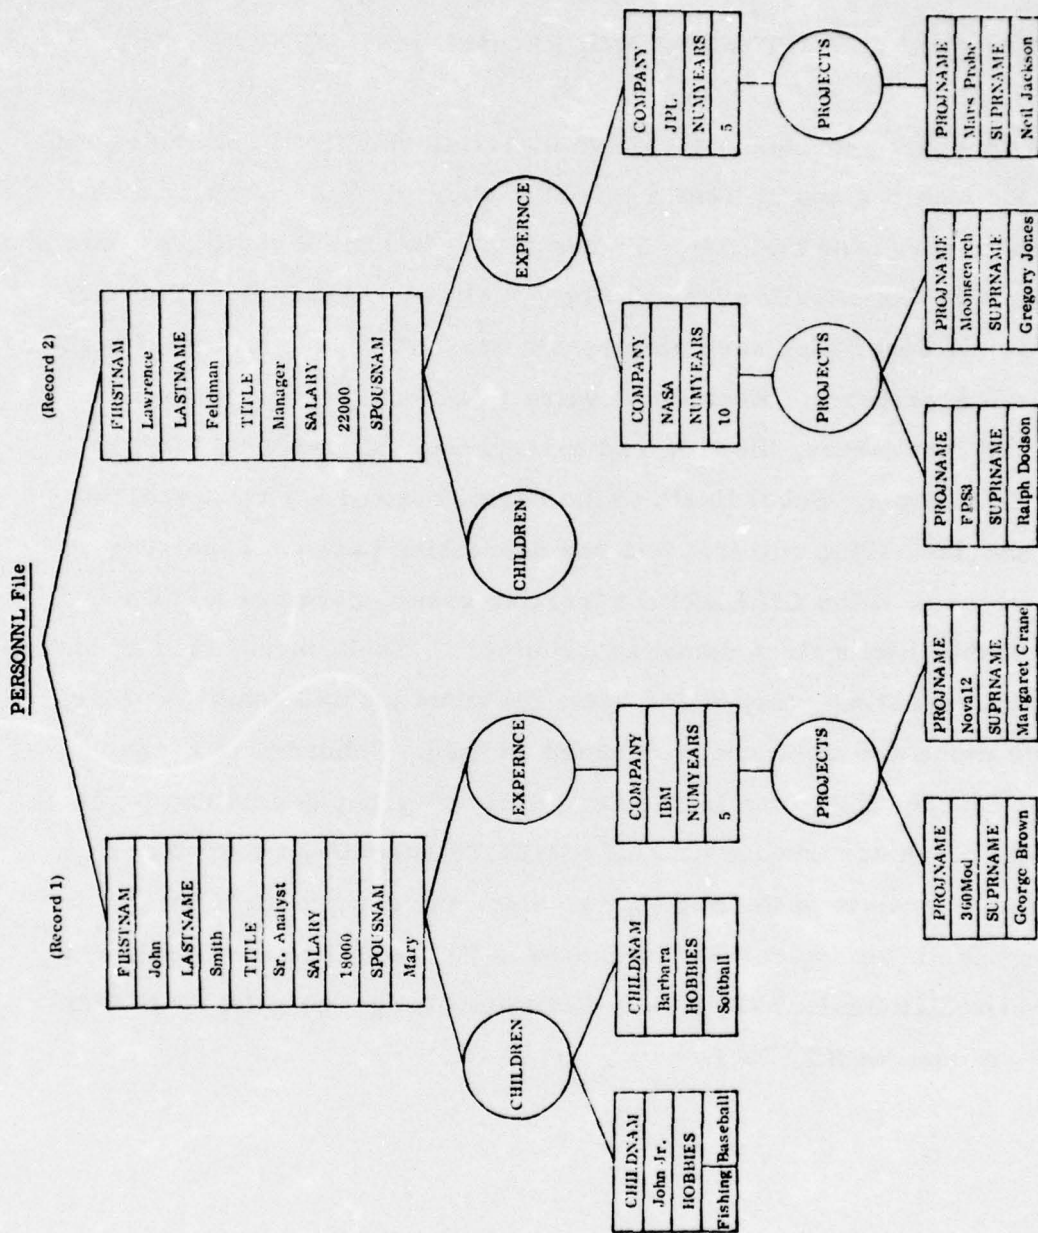 PERSONNL File
(Record 1)
FIRSTNAM
John
LASTNAME
Smith
TITLE
Sr. Analyst
SALARY
18000
SPOUSNAM
Mary
CHILDREN
CHILDNAM
John Jr.
HOBBIES
Fishing Baseball
CHILDNAM
Barbara
HOBBIES
Softball
EXPERNCE
COMPANY
IBM
NUMYEARS
5
PROJECTS
PROJNAME
360Mod
SUPRNAME
George Brown
PROJNAME
Nova12
SUPRNAME
Margaret Crane
(Record 2)
FIRSTNAM
Lawrence
LASTNAME
Feldman
TITLE
Manager
SALARY
22000
SPOUSNAM
CHILDREN
EXPERNCE
COMPANY
NASA
NUMYEARS
10
PROJECTS
PROJNAME
FPS3
SUPRNAME
Ralph Dodson
PROJNAME
Moonsearch
SUPRNAME
Gregory Jones
COMPANY
JPL
NUMYEARS
5
PROJECTS
PROJNAME
Mars Probe
SUPRNAME
Neil Jackson